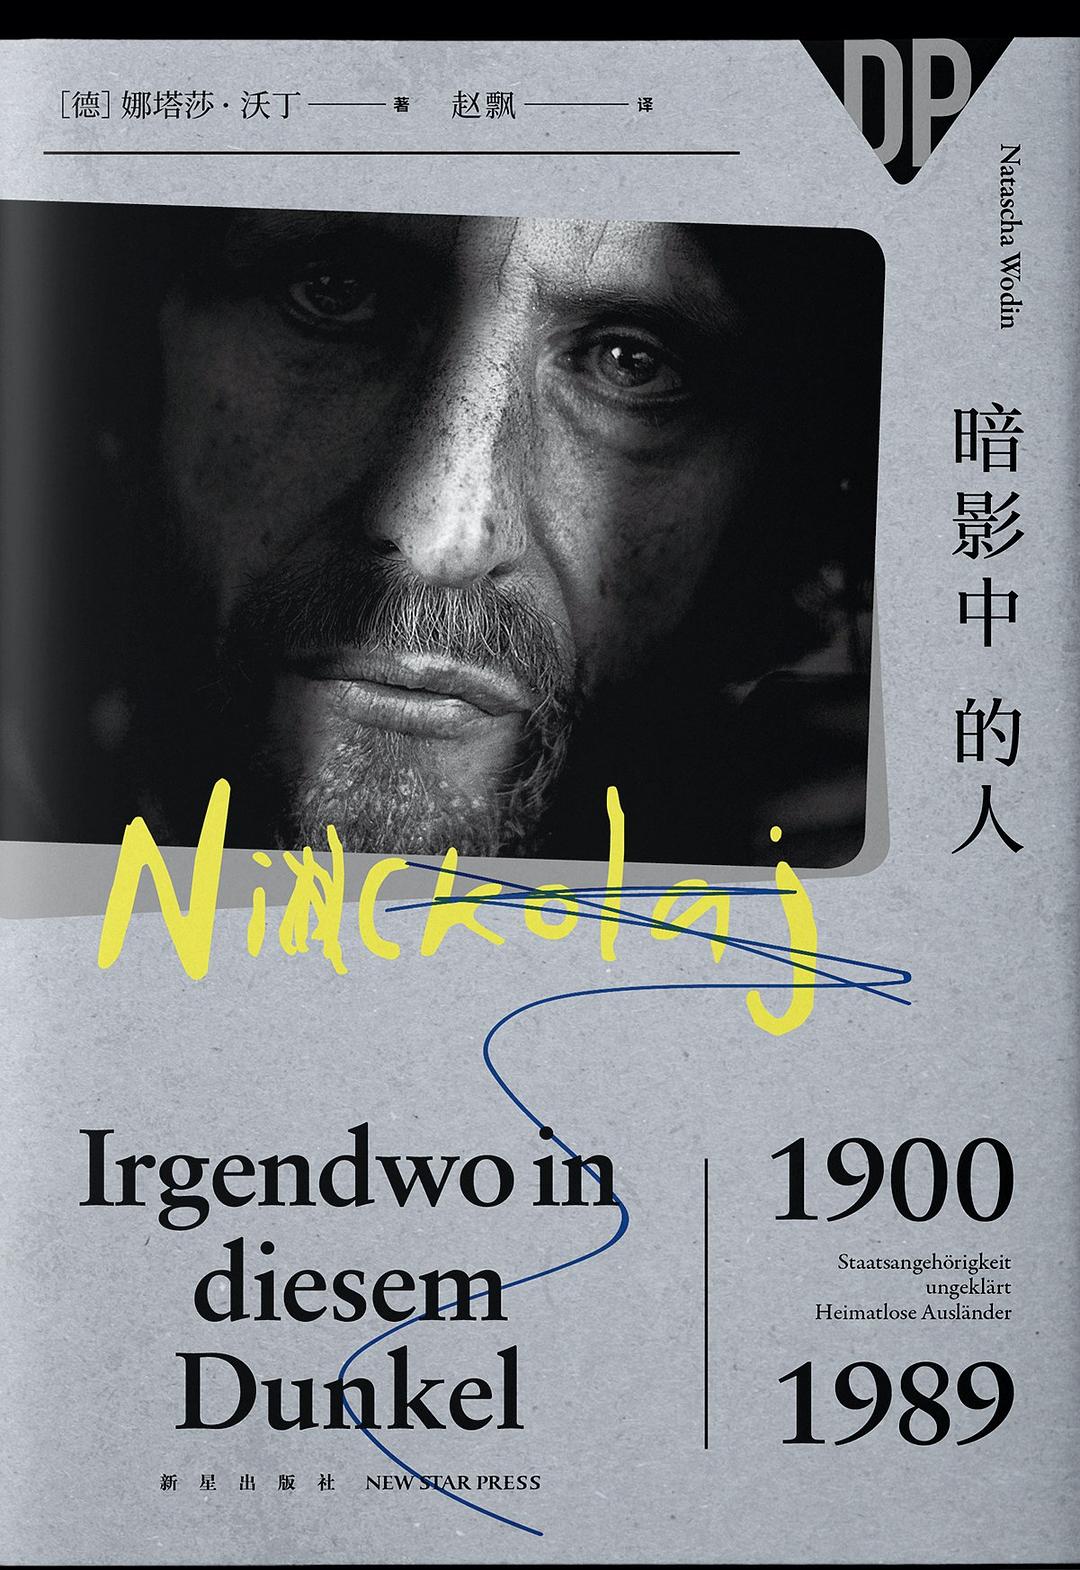 [德] 娜塔莎·沃丁 著 赵飘 译
DP
Natascha Wodin
暗影中的人
Irgendwo in
diesem
Dunkel
1900
Staatsangehörigkeit
ungeklärt
Heimatlose Ausländer
1989
新星出版社 NEW STAR PRESS